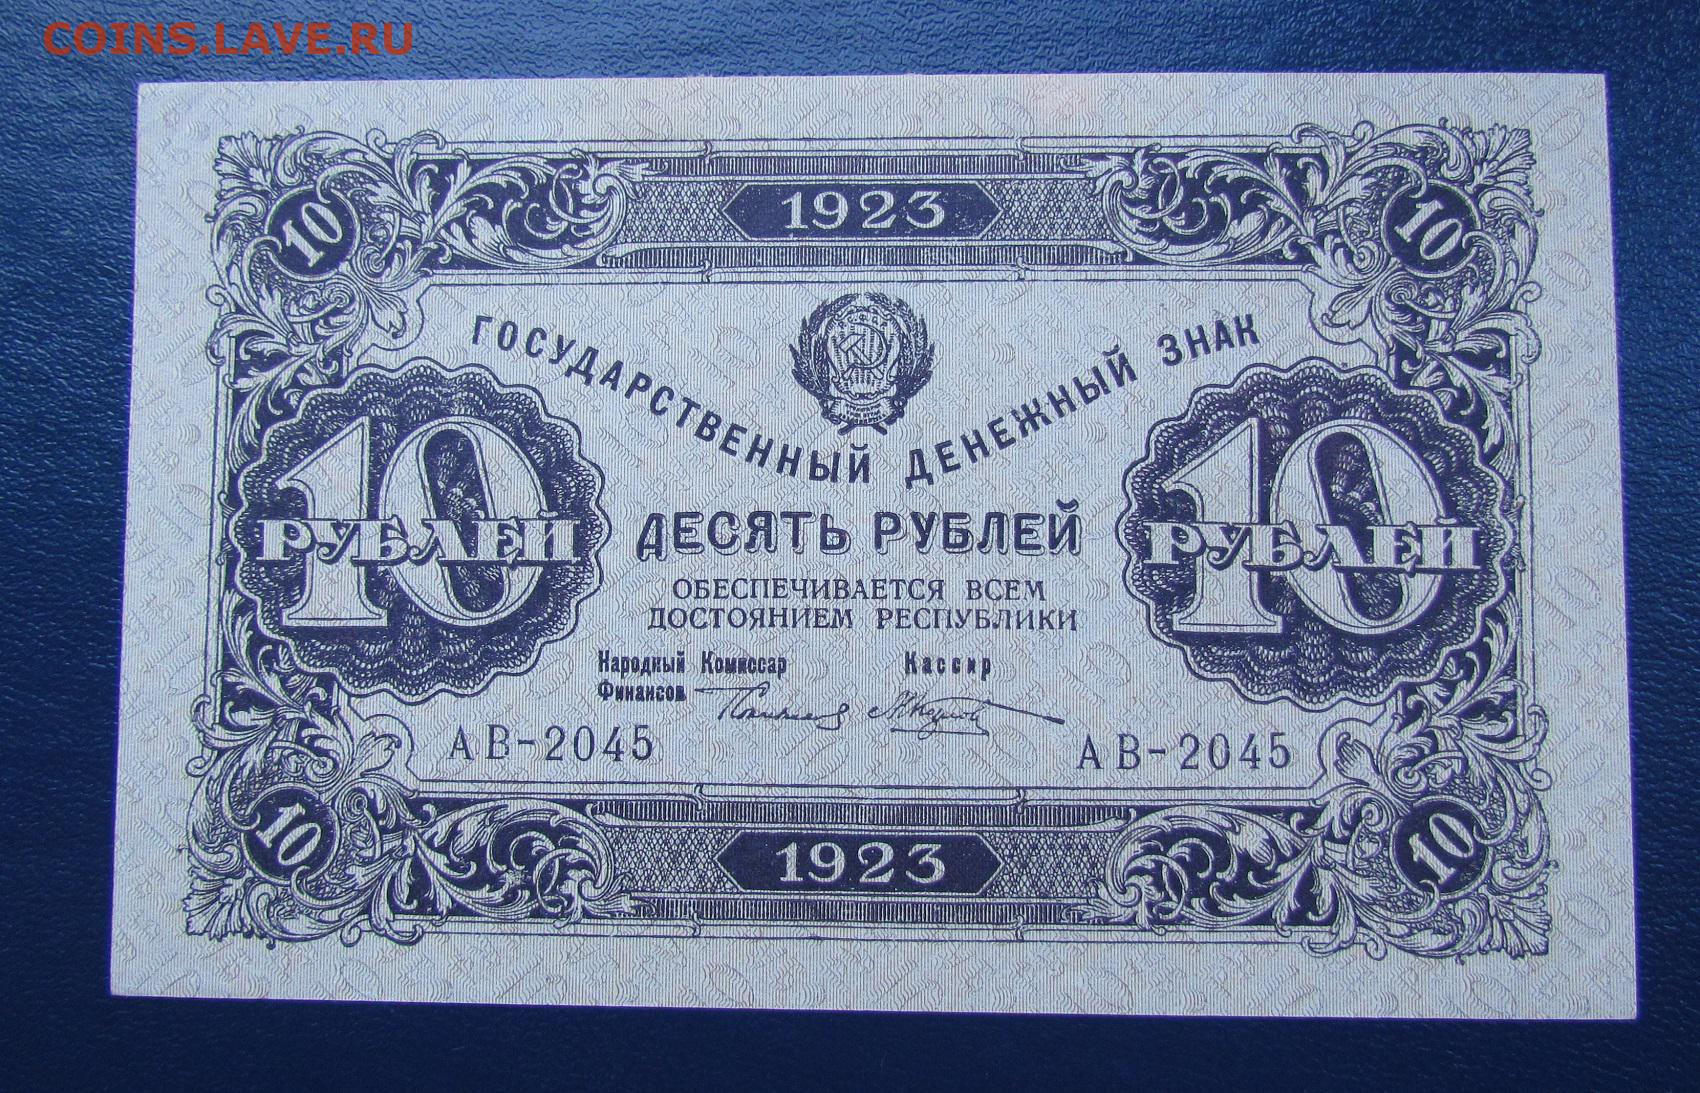 COINS.LAVE.RU
1923
10 10
ГОСУДАРСТВЕННЫЙ ДЕНЕЖНЫЙ ЗНАК
10 РУБЛЕЙ
10 РУБЛЕЙ
ДЕСЯТЬ РУБЛЕЙ
ОБЕСПЕЧИВАЕТСЯ ВСЕМ
ДОСТОЯНИЕМ РЕСПУБЛИКИ
Народный Комиссар
Финансов
Кассир
АВ-2045 АВ-2045
10 10
1923